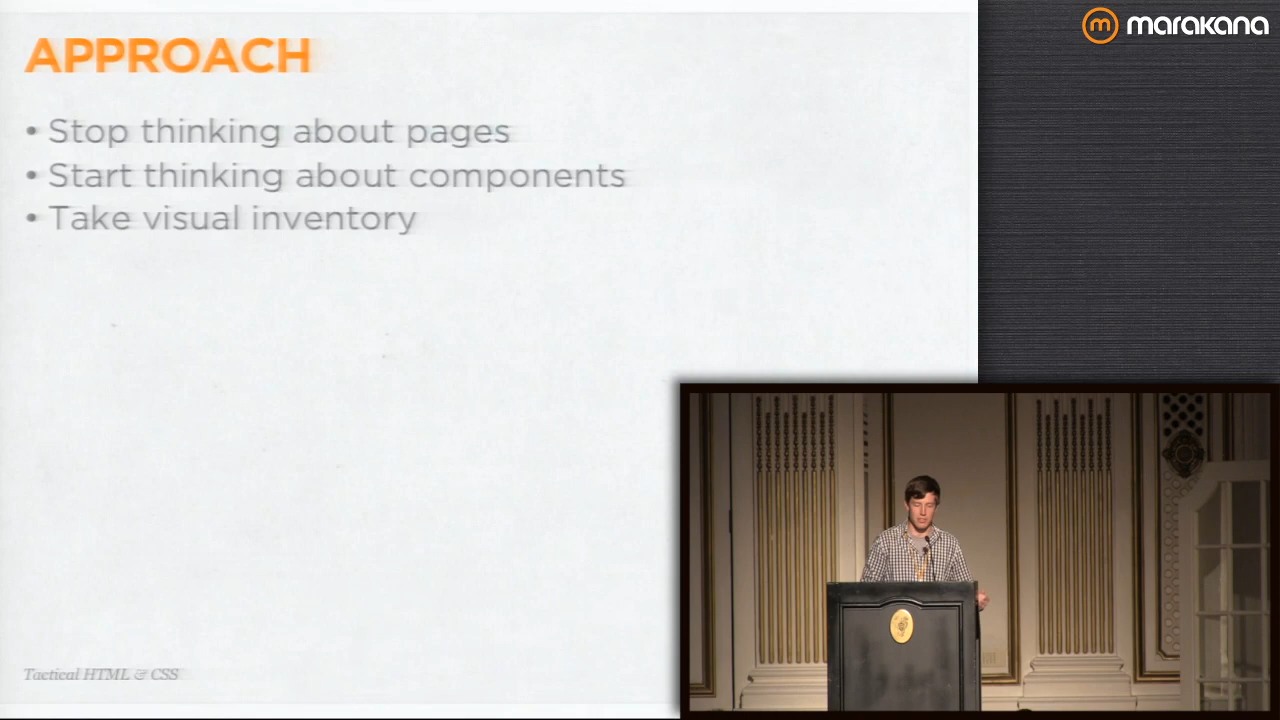 marakana
APPROACH
• Stop thinking about pages
• Start thinking about components
• Take visual inventory
Tactical HTML & CSS